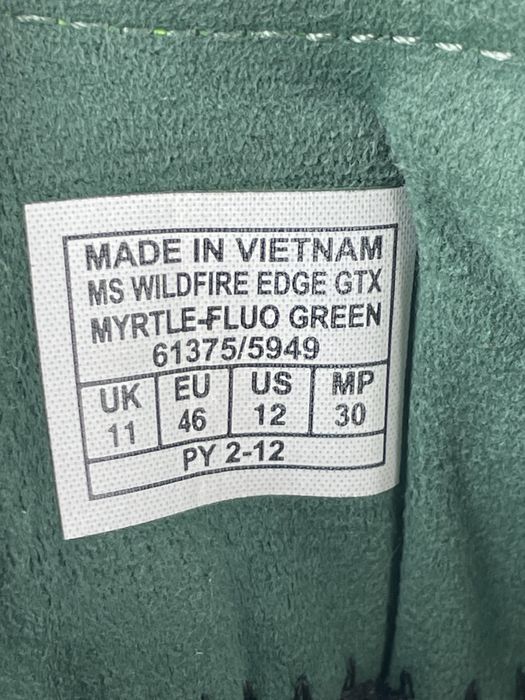 MADE IN VIETNAM
MS WILDFIRE EDGE GTX
MYRTLE-FLUO GREEN
61375/5949
UK EU US MP
11 46 12 30
PY 2-12